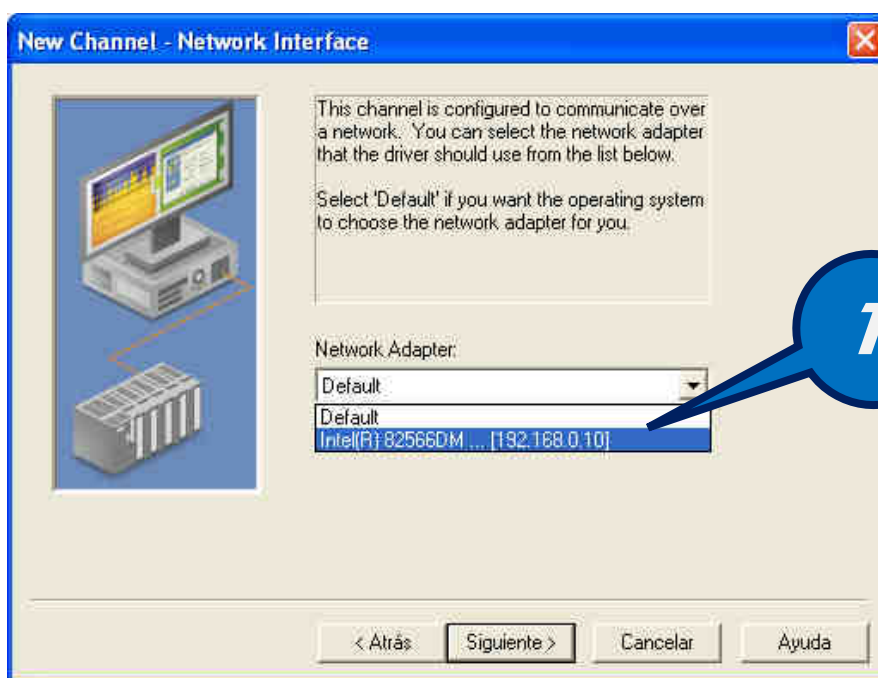 New Channel - Network Interface
This channel is configured to communicate over
a network. You can select the network adapter
that the driver should use from the list below.
Select 'Default' if you want the operating system
to choose the network adapter for you.
1
Network Adapter:
Default
Default
Intel(R) 82566DM ... [192.168.0.10]
< Atrás
Siguiente >
Cancelar
Ayuda